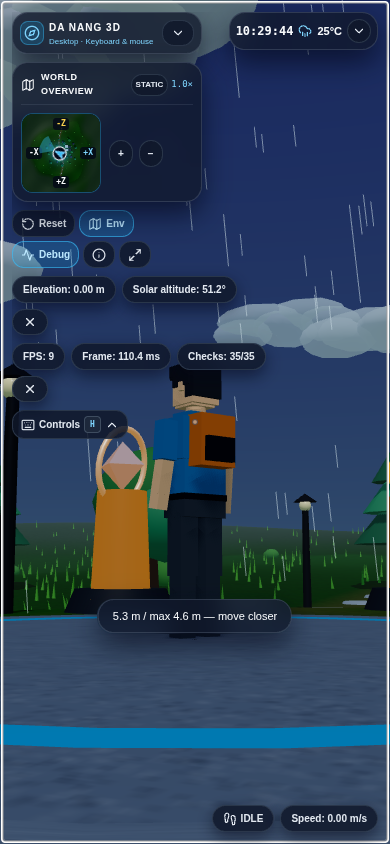 DA NANG 3D
Desktop · Keyboard & mouse
10:29:44
25°C
WORLD OVERVIEW
STATIC
1.0×
-Z
-X
+X
+Z
+
−
Reset
Env
Debug
Elevation: 0.00 m
Solar altitude: 51.2°
FPS: 9
Frame: 110.4 ms
Checks: 35/35
Controls
H
5.3 m / max 4.6 m — move closer
IDLE
Speed: 0.00 m/s